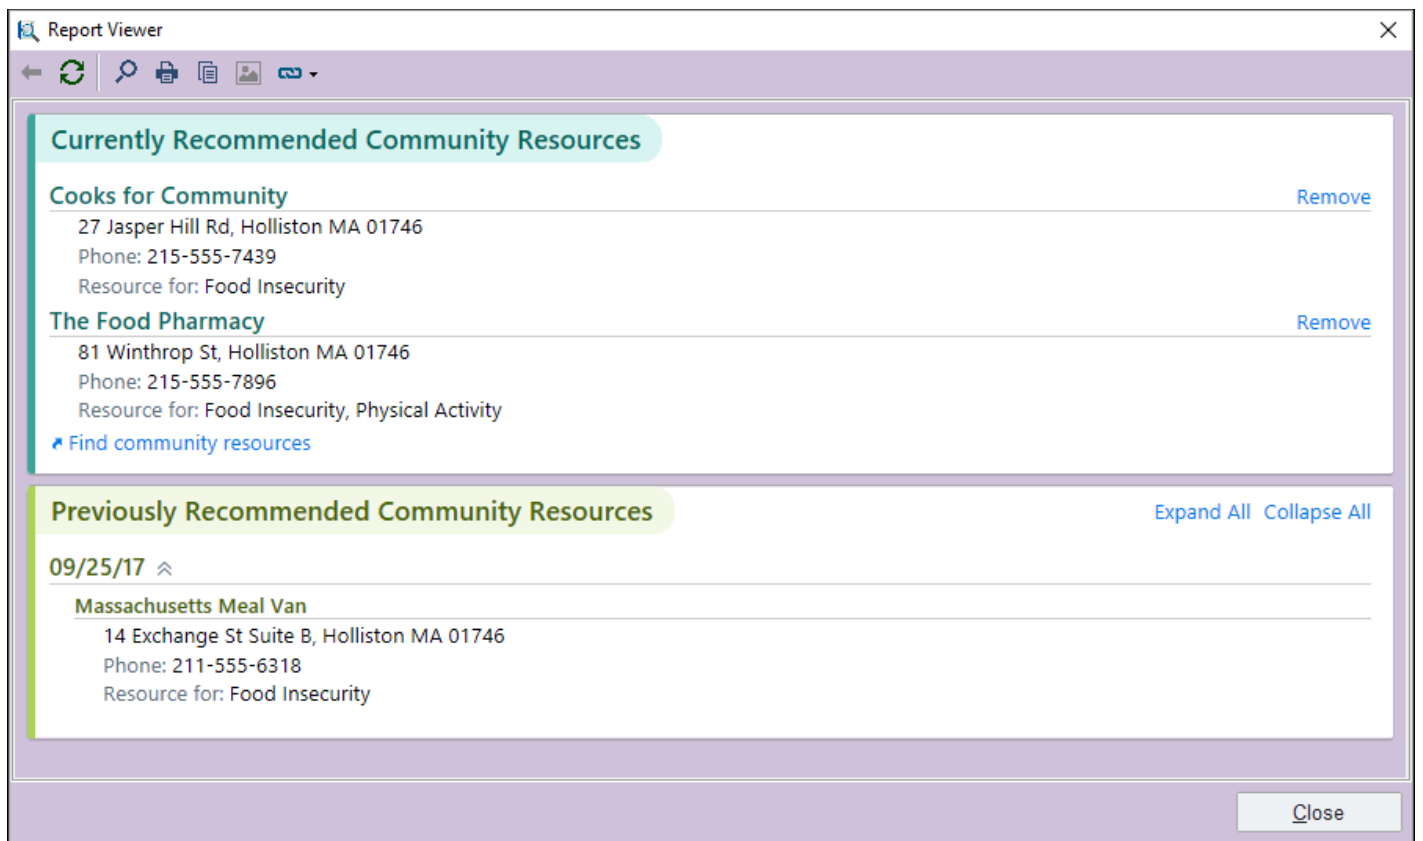 Report Viewer
Currently Recommended Community Resources
Cooks for Community Remove
27 Jasper Hill Rd, Holliston MA 01746
Phone: 215-555-7439
Resource for: Food Insecurity
The Food Pharmacy Remove
81 Winthrop St, Holliston MA 01746
Phone: 215-555-7896
Resource for: Food Insecurity, Physical Activity
Find community resources
Previously Recommended Community Resources Expand All Collapse All
09/25/17
Massachusetts Meal Van
14 Exchange St Suite B, Holliston MA 01746
Phone: 211-555-6318
Resource for: Food Insecurity
Close